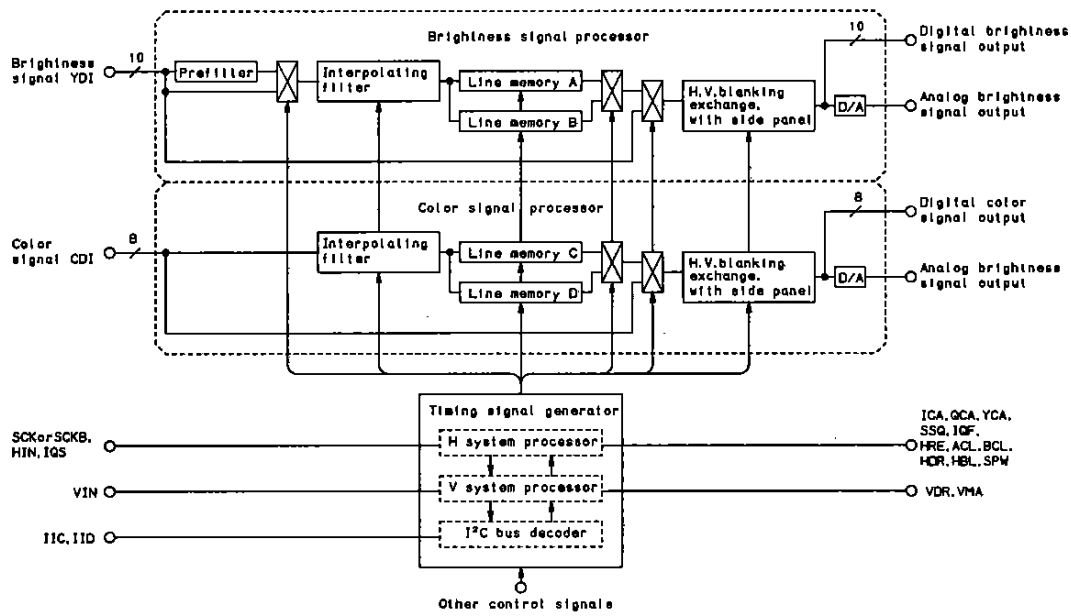 Brightness signal processor
Brightness
signal YDI
10
Prefilter
Interpolating
filter
Line memory A
Line memory B
H.V.blanking
exchange.
with side panel
10
Digital brightness
signal output
D/A
Analog brightness
signal output
Color signal processor
Color
signal CDI
8
Interpolating
filter
Line memory C
Line memory D
H.V.blanking
exchange.
with side panel
8
Digital color
signal output
D/A
Analog brightness
signal output
Timing signal generator
SCKorSCKB,
HIN, IQS
H system processor
ICA, QCA, YCA,
SSQ, IQF,
HRE, ACL, BCL,
HDR, HBL, SPW
VIN
V system processor
VDR, VMA
IIC, IID
I²C bus decoder
Other control signals